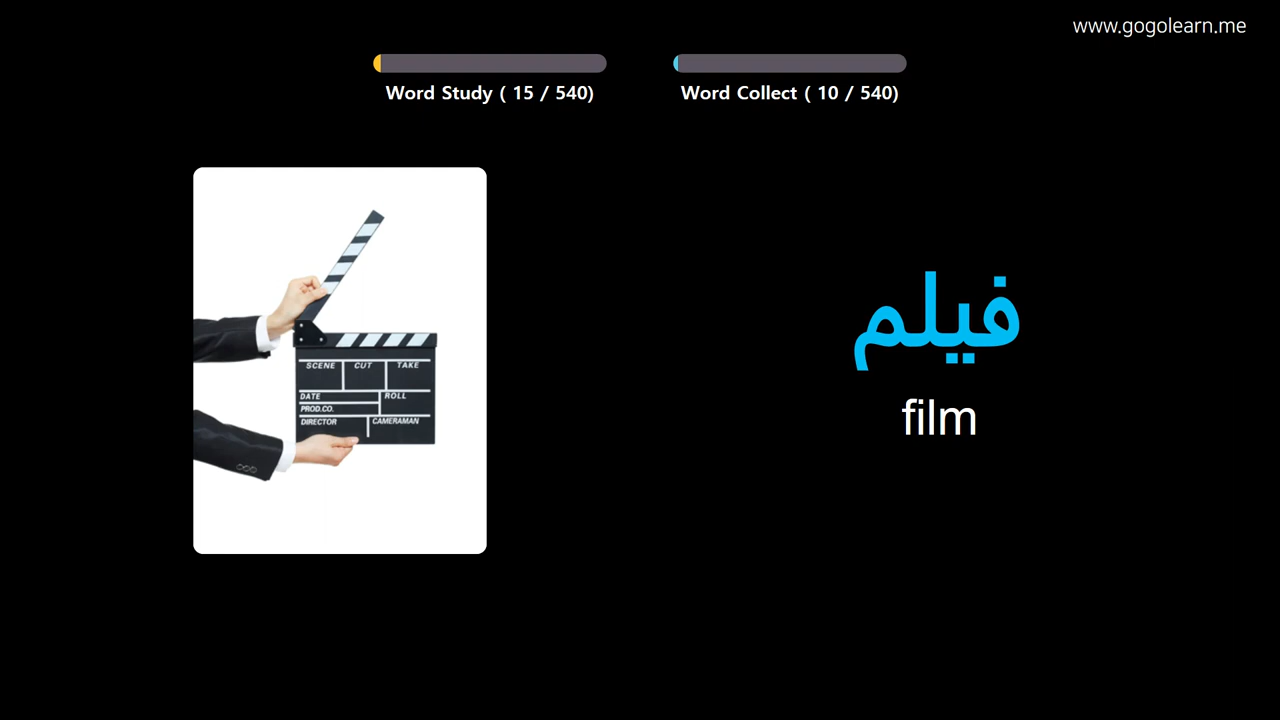 www.gogolearn.me
Word Study ( 15 / 540)
Word Collect ( 10 / 540)
SCENE CUT TAKE
DATE ROLL
PROD.CO.
DIRECTOR CAMERAMAN
فيلم
film